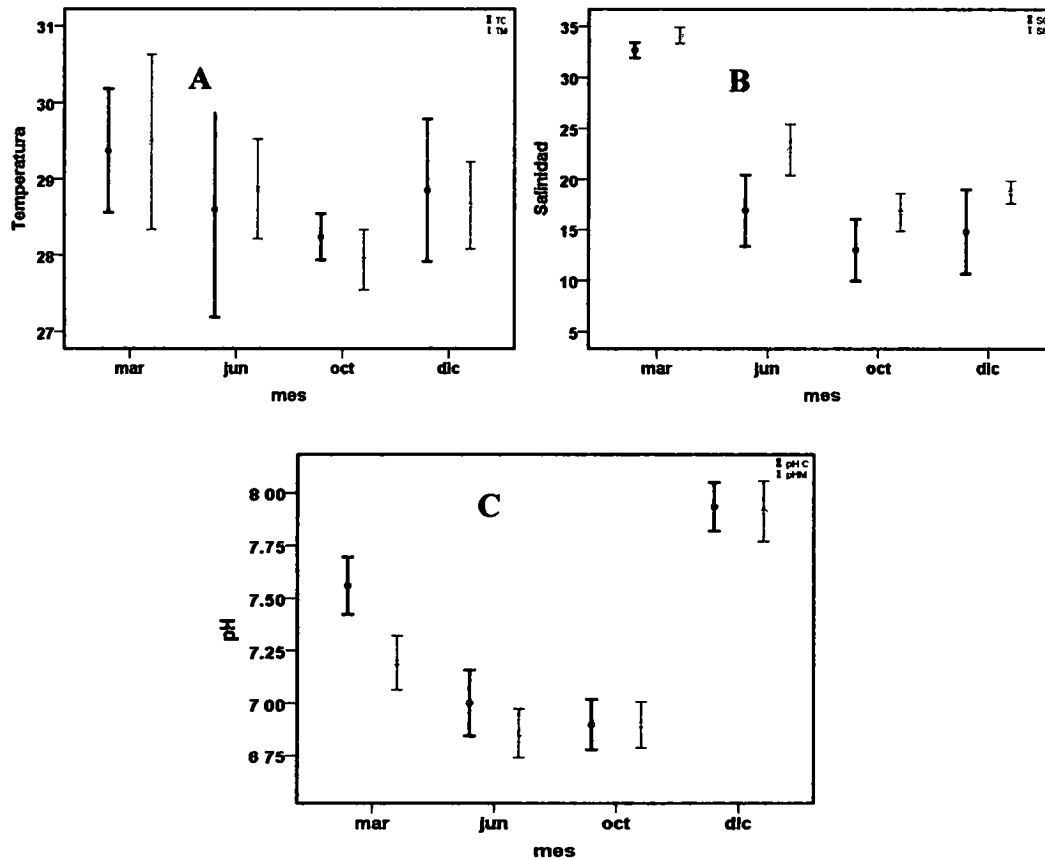 A
TC
TM
31
30
29
28
27
Temperatura
mar
jun
oct
dic
mes
B
35
30
25
20
15
10
5
Salinidad
mar
jun
oct
dic
mes
C
pH C
pHM
8 00
7.75
7.50
7.25
7 00
6 75
pH
mar
jun
oct
dic
mes